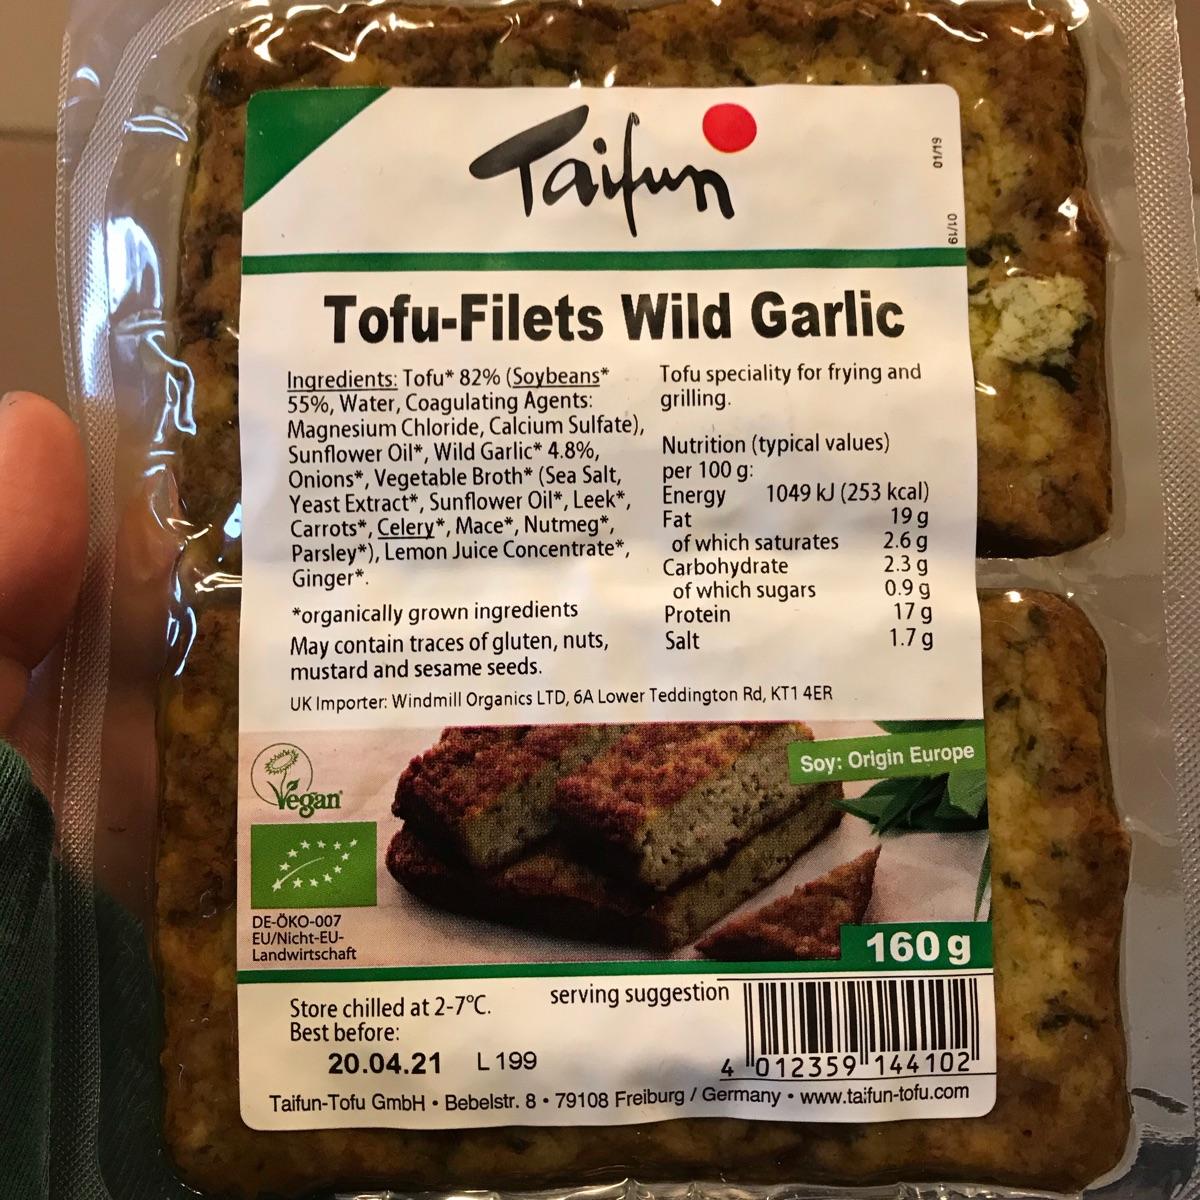 Taifun
01/19
01/19
Tofu-Filets Wild Garlic
Ingredients: Tofu* 82% (Soybeans*
55%, Water, Coagulating Agents:
Magnesium Chloride, Calcium Sulfate),
Sunflower Oil*, Wild Garlic* 4.8%,
Onions*, Vegetable Broth* (Sea Salt,
Yeast Extract*, Sunflower Oil*, Leek*,
Carrots*, Celery*, Mace*, Nutmeg*,
Parsley*), Lemon Juice Concentrate*,
Ginger*.
*organically grown ingredients
May contain traces of gluten, nuts,
mustard and sesame seeds.
Tofu speciality for frying and
grilling.
Nutrition (typical values)
per 100 g:
Energy 1049 kJ (253 kcal)
Fat 19 g
of which saturates 2.6 g
Carbohydrate 2.3 g
of which sugars 0.9 g
Protein 17 g
Salt 1.7 g
UK Importer: Windmill Organics LTD, 6A Lower Teddington Rd, KT1 4ER
Soy: Origin Europe
Vegan
DE-ÖKO-007
EU/Nicht-EU-
Landwirtschaft
160 g
Store chilled at 2-7°C.
Best before:
20.04.21 L 199
serving suggestion
4 012359 144102
Taifun-Tofu GmbH • Bebelstr. 8 • 79108 Freiburg / Germany • www.taifun-tofu.com